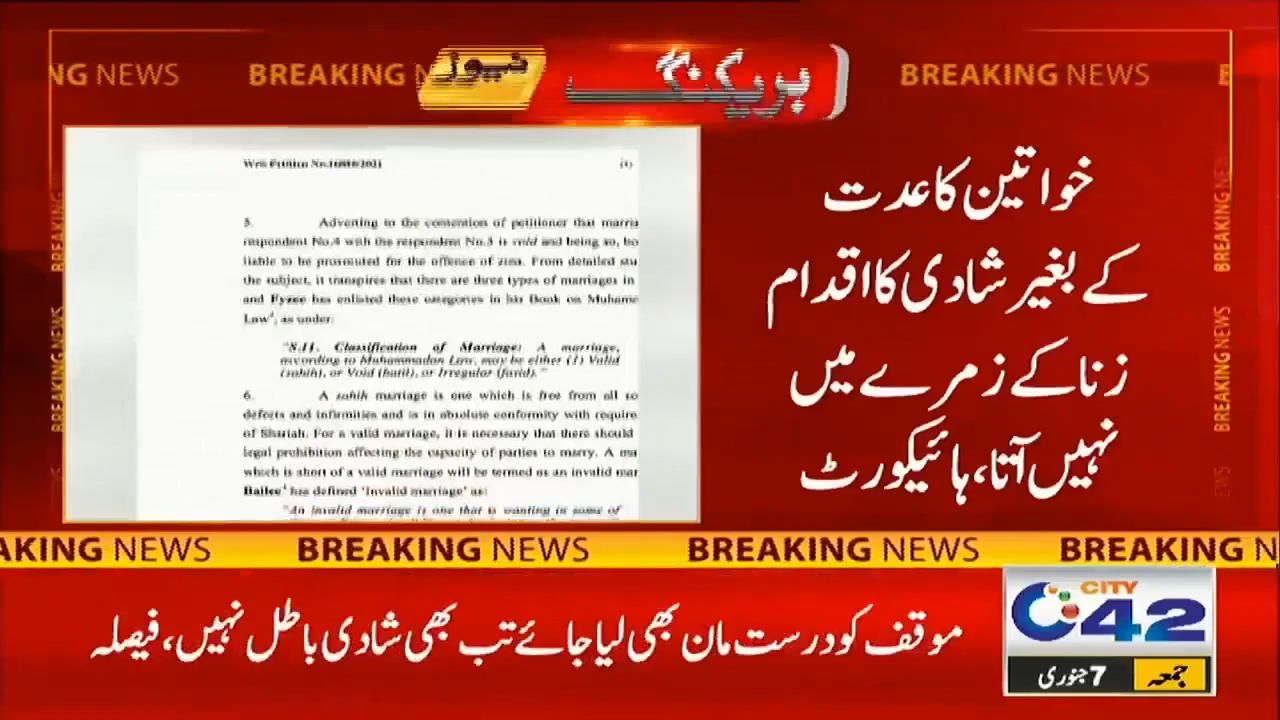 NG NEWS BREAKING نیوز بریکنگ BREAKING NEWS
Writ Petition No.
5. Adverting to the contention of petitioner that marria
respondent No.4 with the respondent No.3 is void and being so, bo
liable to be prosecuted for the offence of zina. From detailed stu
the subject, it transpires that there are three types of marriages in
and Fyzee has enlisted these categories in his Book on Muhame
Law, as under:
"S.11. Classification of Marriage: A marriage,
according to Muhammadan Law, may be either (1) Valid
(sahih), or Void (batil), or Irregular (fasid)."
6. A sahih marriage is one which is free from all so
defects and infirmities and is in absolute conformity with require
of Shariah. For a valid marriage, it is necessary that there should
legal prohibition affecting the capacity of parties to marry. A ma
which is short of a valid marriage will be termed as an invalid mar
Bailee has defined 'Invalid marriage' as:
"An invalid marriage is one that is wanting in some of
خواتین کا عدت
کے بغیر شادی کا اقدام
زنا کے زمرے میں
نہیں آتا، ہائیکورٹ
BREAKING NEWS
BREAKING NEWS
AKING NEWS BREAKING NEWS BREAKING NEWS BREAKING N
موقف کو درست مان بھی لیا جائے تب بھی شادی باطل نہیں، فیصلہ
CITY
42
جمعہ 7 جنوری